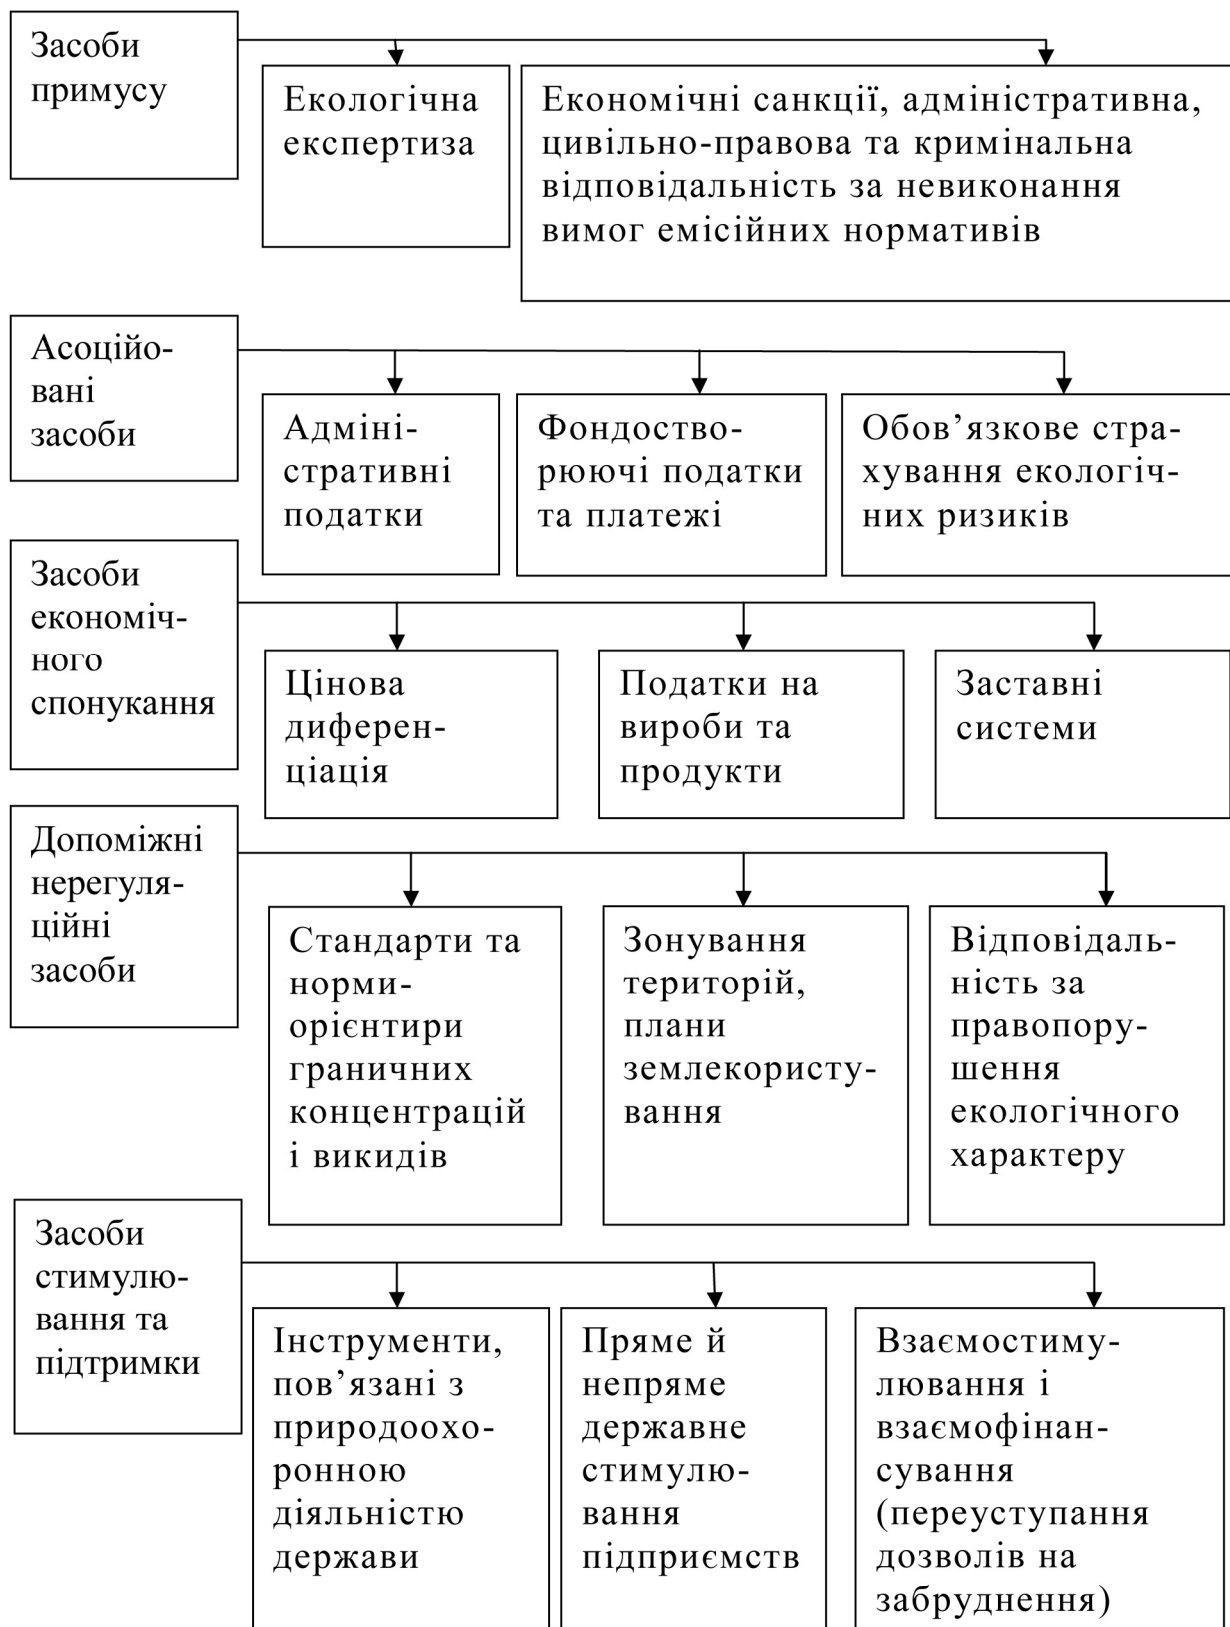 Засоби
примусу
Екологічна
експертиза
Економічні санкції, адміністративна,
цивільно-правова та кримінальна
відповідальність за невиконання
вимог емісійних нормативів
Асоційо-
вані
засоби
Адміні-
стративні
податки
Фондоство-
рюючі податки
та платежі
Обов’язкове стра-
хування екологіч-
них ризиків
Засоби
економіч-
ного
спонукання
Цінова
диферен-
ціація
Податки на
вироби та
продукти
Заставні
системи
Допоміжні
нерегуля-
ційні
засоби
Стандарти та
норми-
орієнтири
граничних
концентрацій
і викидів
Зонування
територій,
плани
землекористу-
вання
Відповідаль-
ність за
правопору-
шення
екологічного
характеру
Засоби
стимулю-
вання та
підтримки
Інструменти,
пов’язані з
природоохо-
ронною
діяльністю
держави
Пряме й
непряме
державне
стимулю-
вання
підприємств
Взаємостиму-
лювання і
взаємофінан-
сування
(переуступання
дозволів на
забруднення)